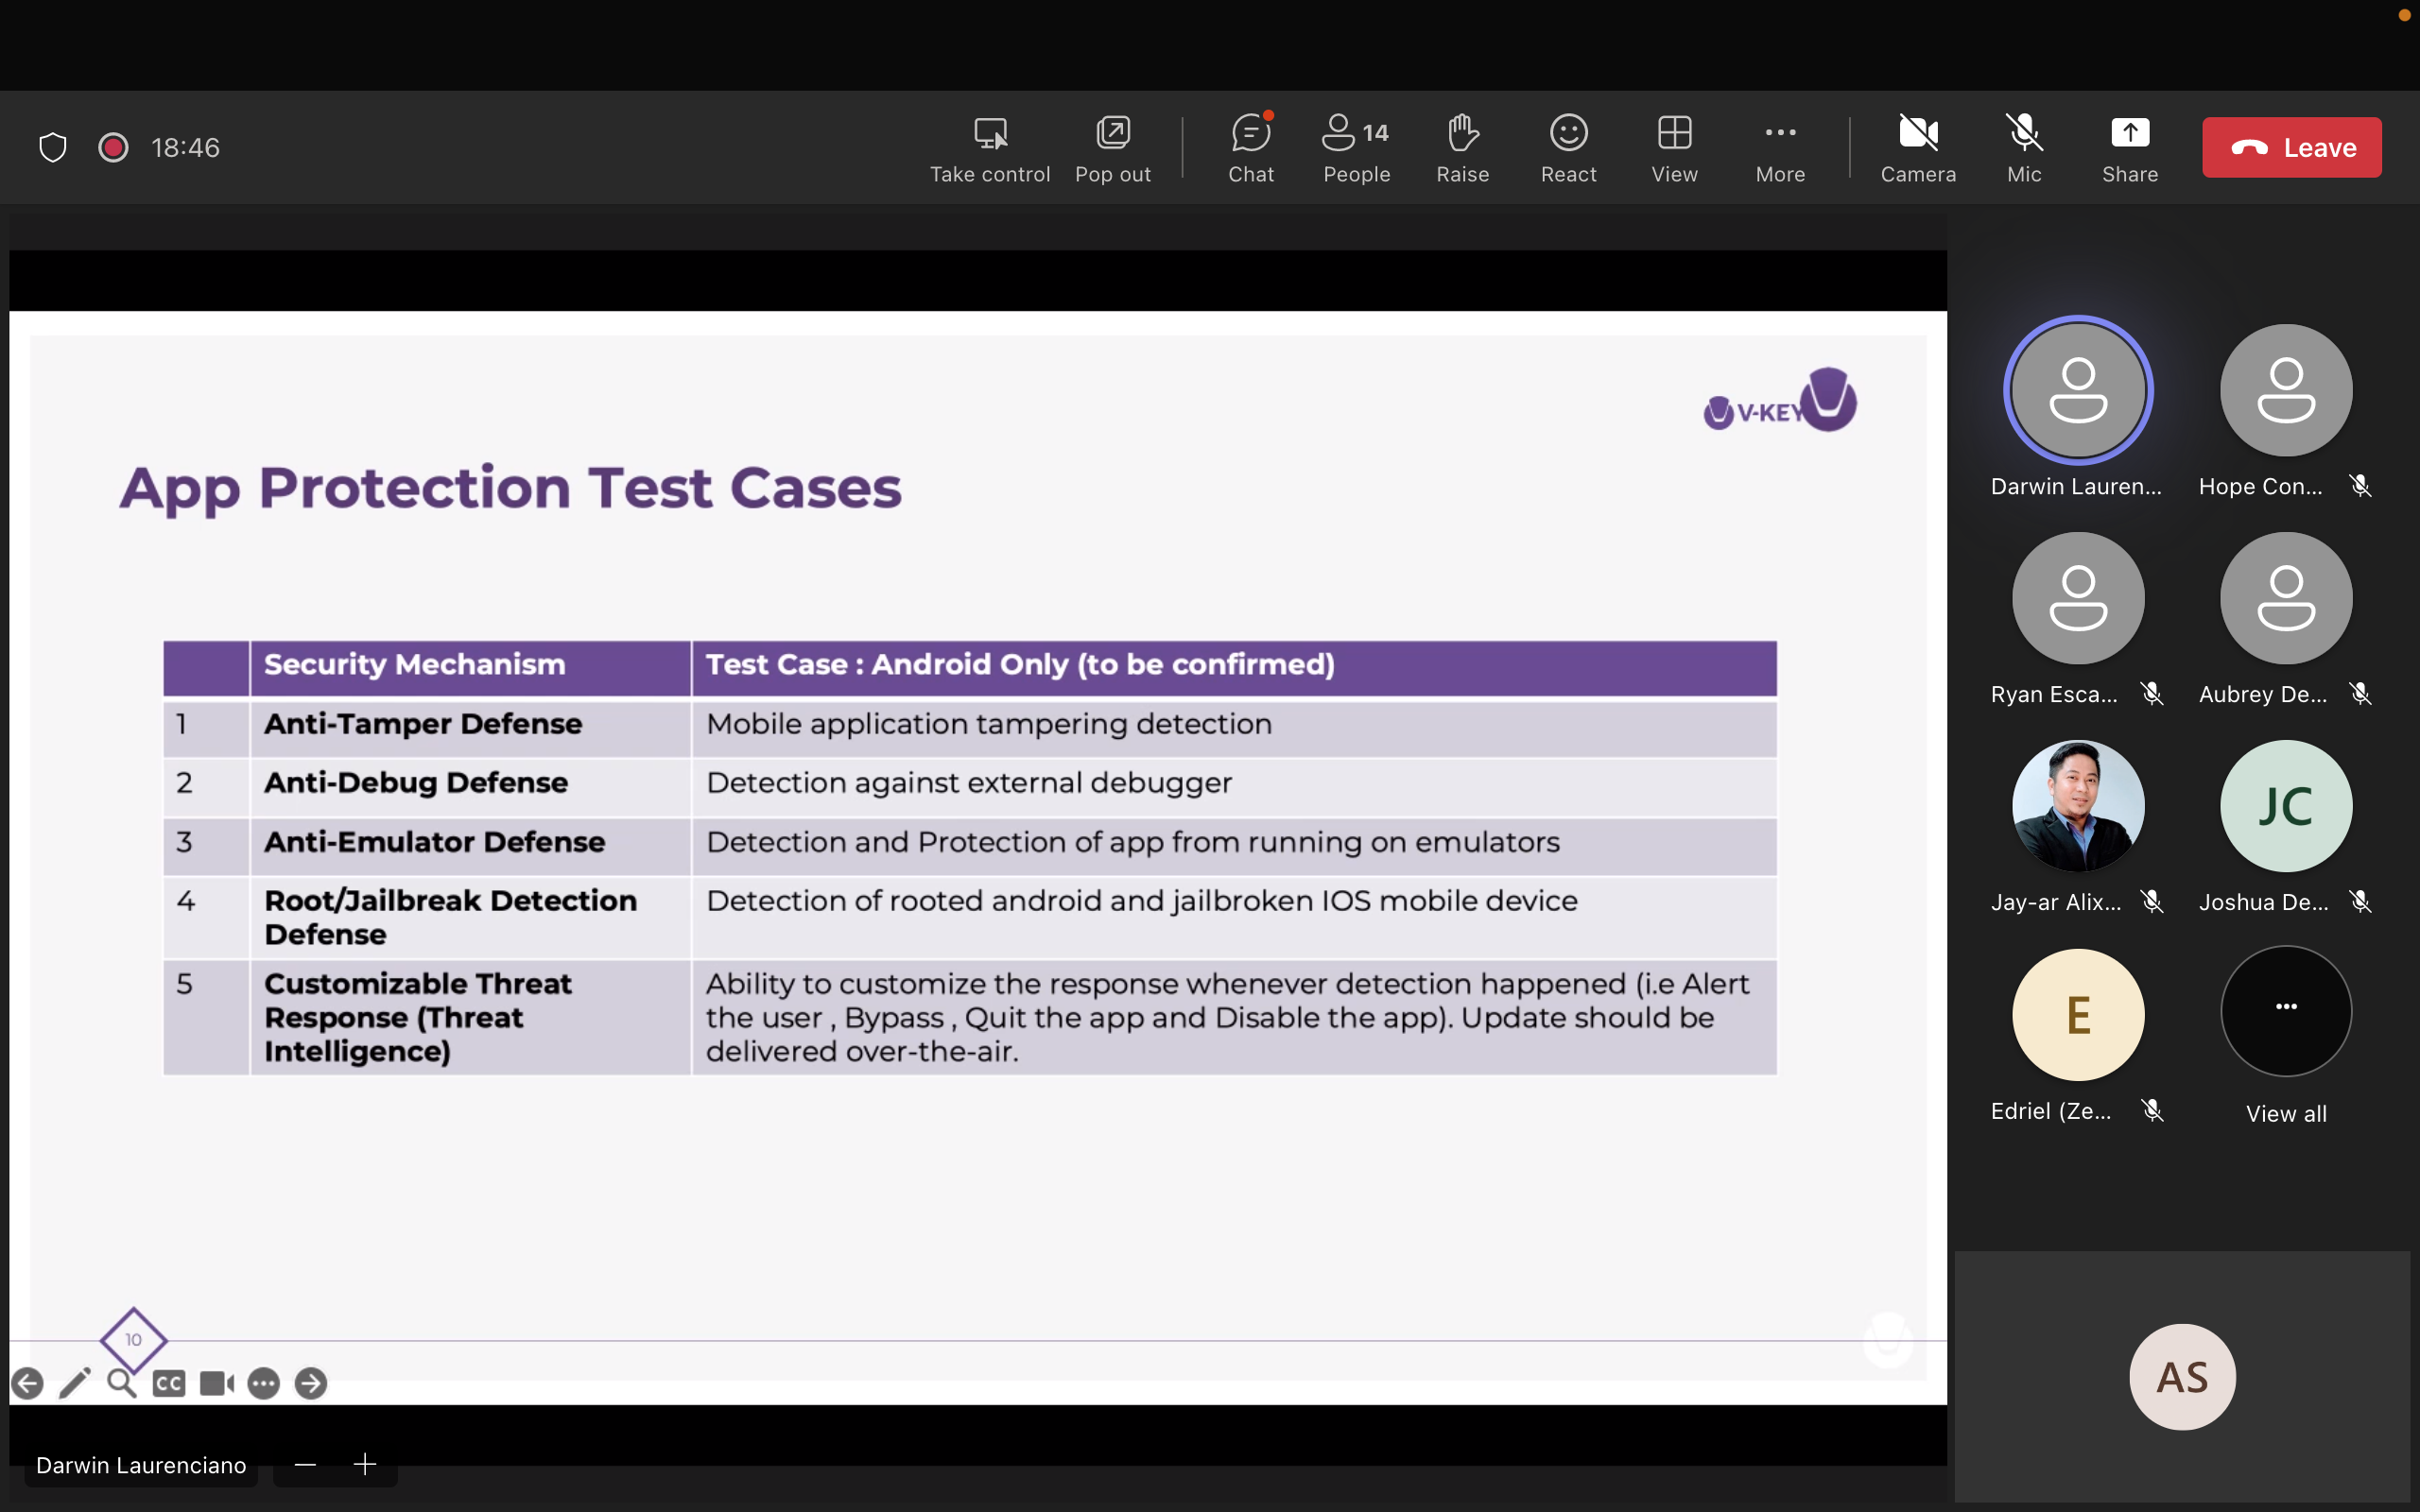 18:46
Take control
Pop out
Chat
14
People
Raise
React
View
More
Camera
Mic
Share
Leave
V-KEY
App Protection Test Cases
Security Mechanism
Test Case : Android Only (to be confirmed)
1
Anti-Tamper Defense
Mobile application tampering detection
2
Anti-Debug Defense
Detection against external debugger
3
Anti-Emulator Defense
Detection and Protection of app from running on emulators
4
Root/Jailbreak Detection
Defense
Detection of rooted android and jailbroken IOS mobile device
5
Customizable Threat
Response (Threat
Intelligence)
Ability to customize the response whenever detection happened (i.e Alert
the user , Bypass , Quit the app and Disable the app). Update should be
delivered over-the-air.
10
CC
Darwin Laurenciano
Darwin Lauren...
Hope Con...
Ryan Esca...
Aubrey De...
Jay-ar Alix...
JC
Joshua De...
E
Edriel (Ze...
View all
AS